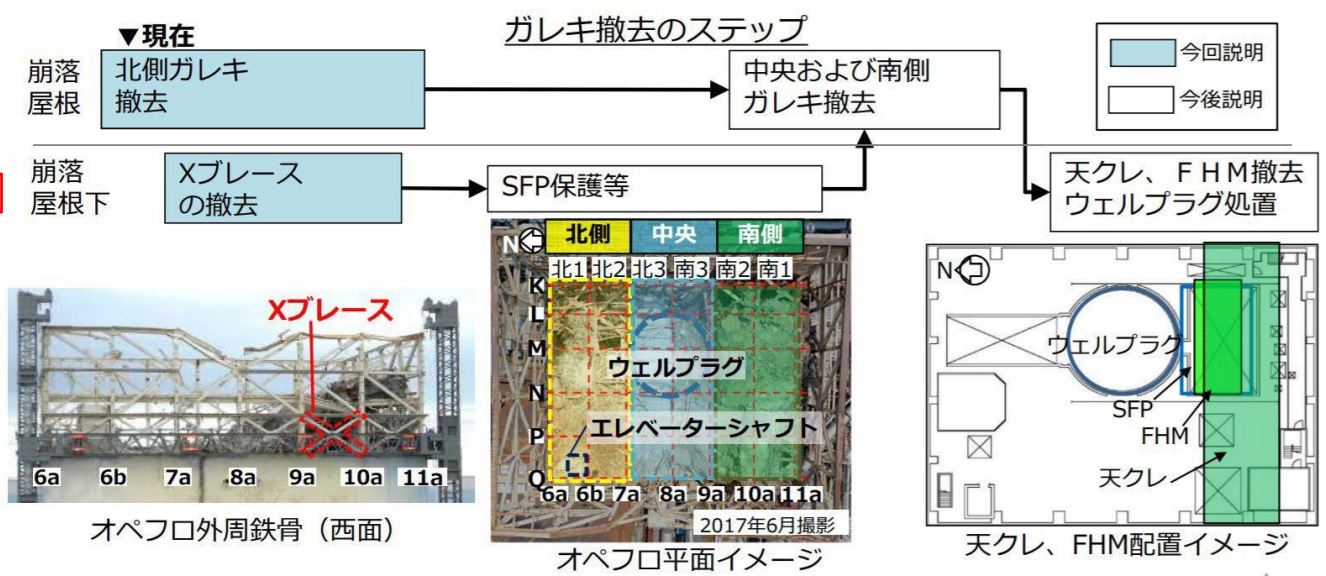 ガレキ撤去のステップ
▼現在
崩落
屋根
北側ガレキ
撤去
中央および南側
ガレキ撤去
今回説明
今後説明
崩落
屋根下
Xブレース
の撤去
SFP保護等
天クレ、ＦＨＭ撤去
ウェルプラグ処置
Xブレース
6a 6b 7a 8a 9a 10a 11a
オペフロ外周鉄骨（西面）
N
北側 中央 南側
北1 北2 北3 南3 南2 南1
K
L
M
ウェルプラグ
N
エレベーターシャフト
P
Q
6a 6b 7a 8a 9a 10a 11a
2017年6月撮影
オペフロ平面イメージ
N
ウェルプラグ
SFP
FHM
天クレ
天クレ、FHM配置イメージ